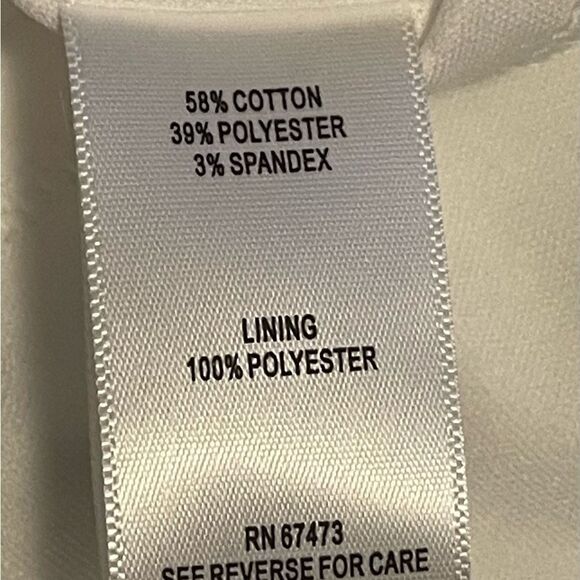 58% COTTON
39% POLYESTER
3% SPANDEX
LINING
100% POLYESTER
RN 67473
SEE REVERSE FOR CARE